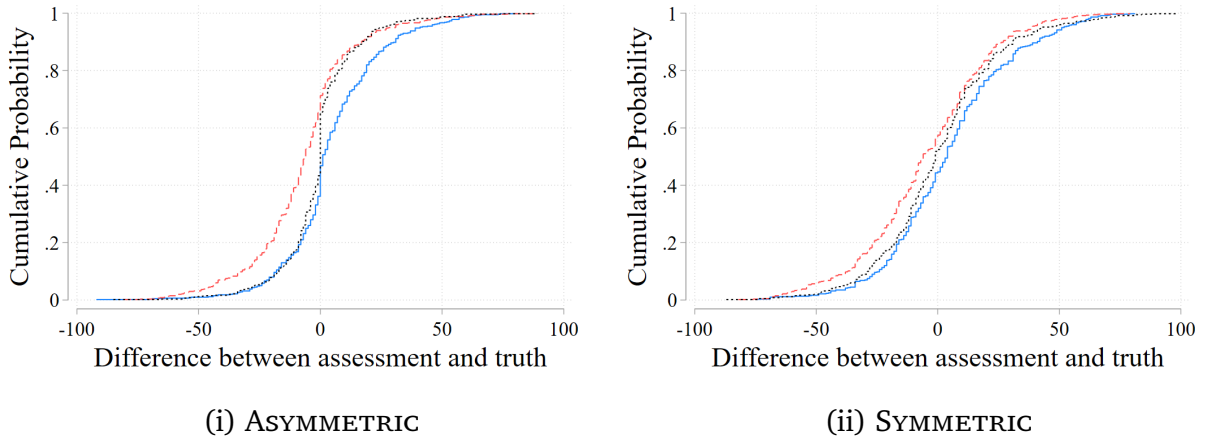 Cumulative Probability
1
.8
.6
.4
.2
0
-100 -50 0 50 100
Difference between assessment and truth
(i) ASYMMETRIC
Cumulative Probability
1
.8
.6
.4
.2
0
-100 -50 0 50 100
Difference between assessment and truth
(ii) SYMMETRIC